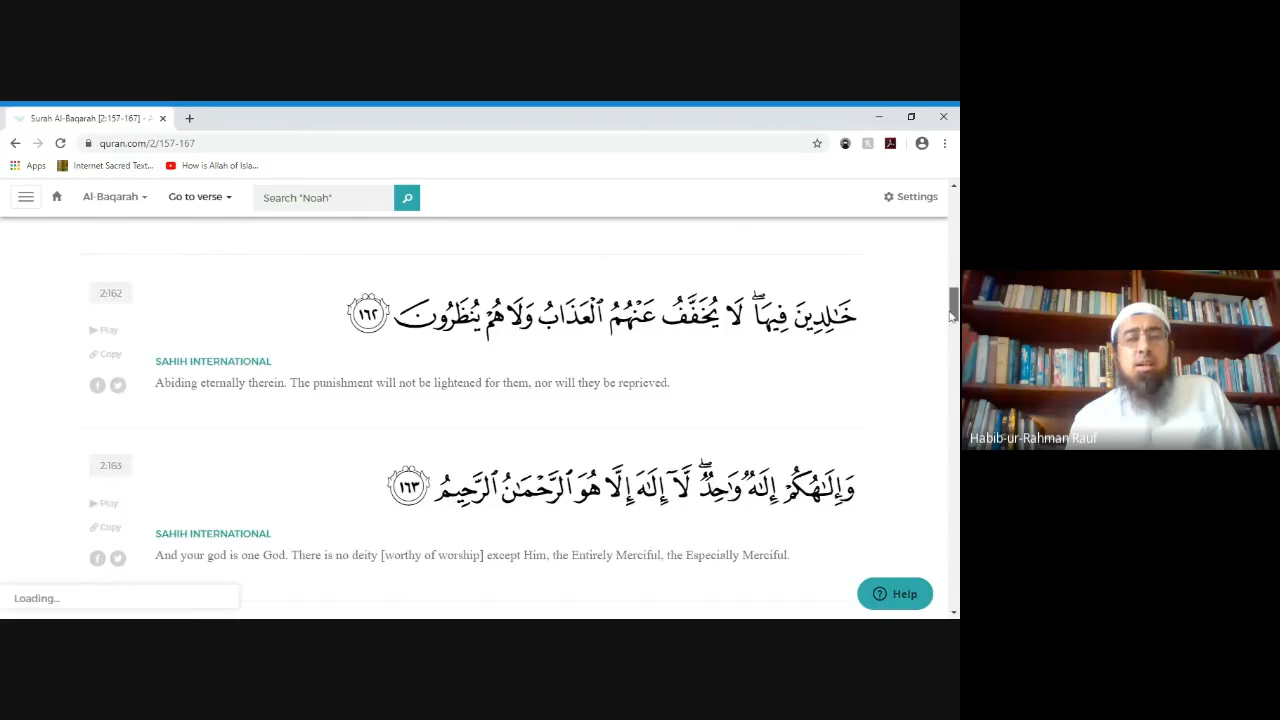 Surah Al-Baqarah [2:157-167] -
quran.com/2/157-167
Apps Internet Sacred Text... How is Allah of Isla...
Al-Baqarah Go to verse Search "Noah" Settings
2:162
خَـٰلِدِينَ فِيهَا ۖ لَا يُخَفَّفُ عَنْهُمُ ٱلْعَذَابُ وَلَا هُمْ يُنظَرُونَ ١٦٢
Play
Copy
SAHIH INTERNATIONAL
Abiding eternally therein. The punishment will not be lightened for them, nor will they be reprieved.
2:163
وَإِلَـٰهُكُمْ إِلَـٰهٌ وَٰحِدٌ ۖ لَّآ إِلَـٰهَ إِلَّا هُوَ ٱلرَّحْمَـٰنُ ٱلرَّحِيمُ ١٦٣
Play
Copy
SAHIH INTERNATIONAL
And your god is one God. There is no deity [worthy of worship] except Him, the Entirely Merciful, the Especially Merciful.
Loading...
Help
Habib-ur-Rahman Rauf